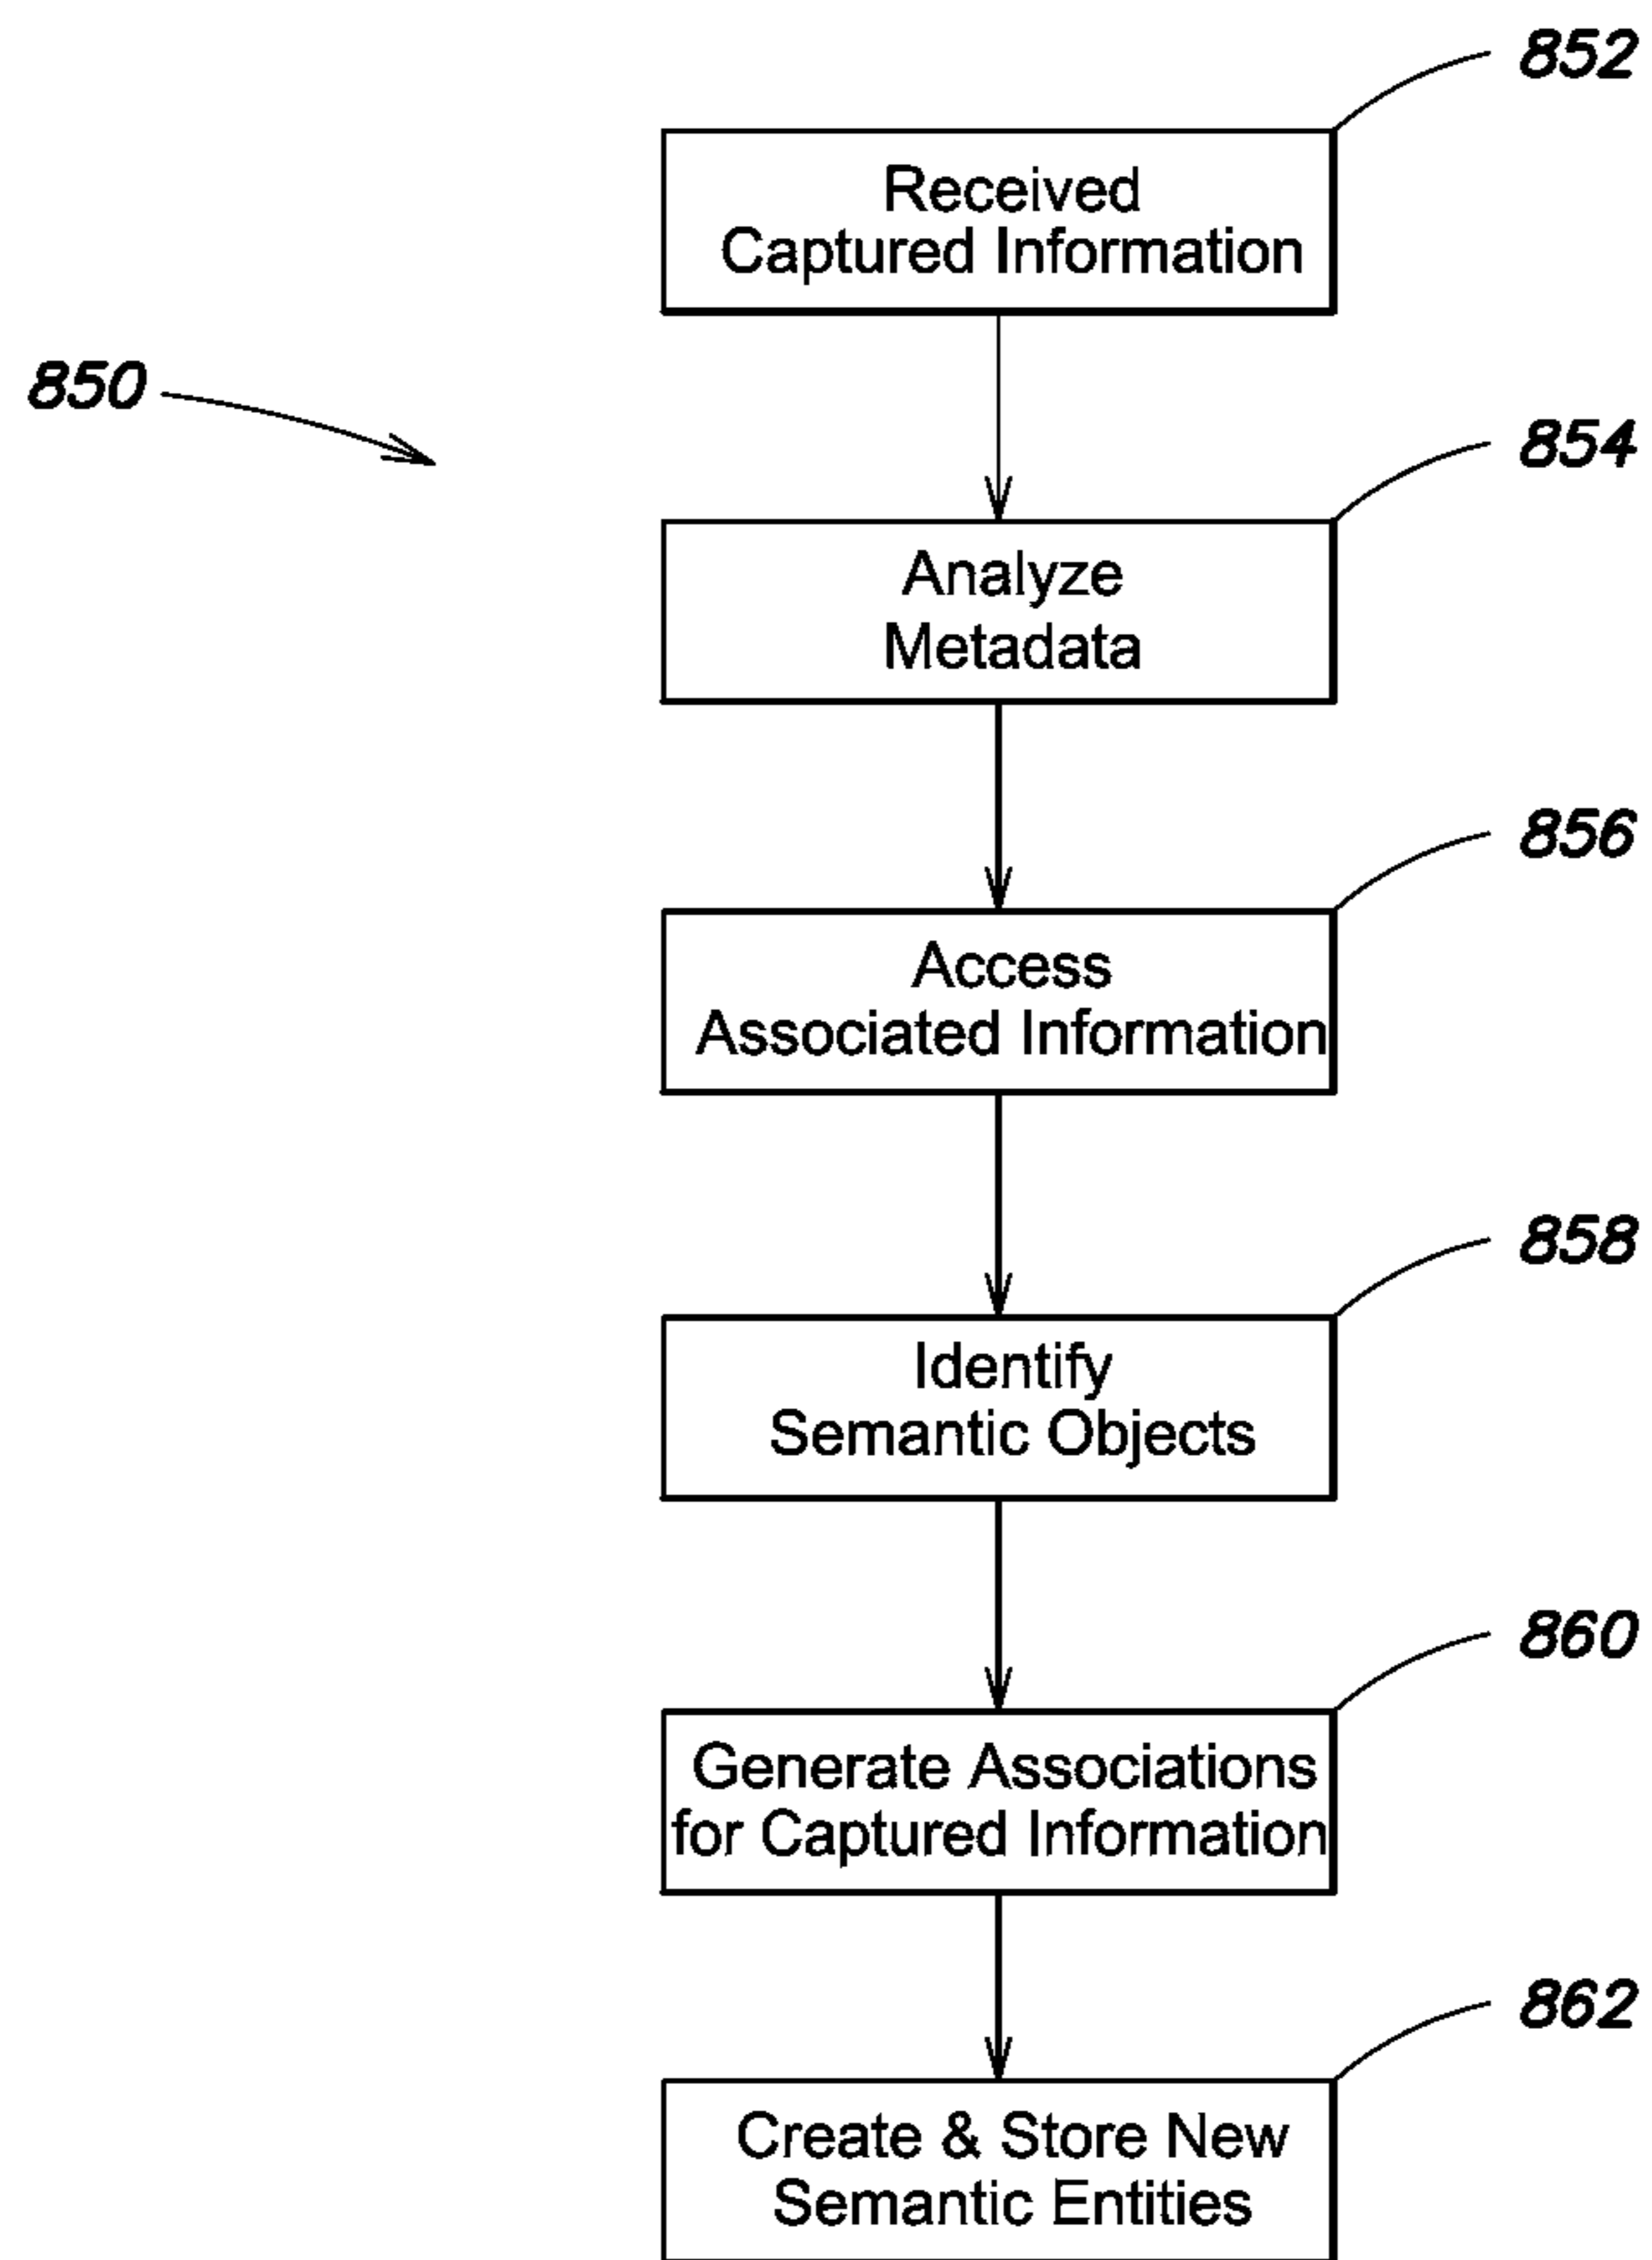 852
Received
Captured Information
850
854
Analyze
Metadata
856
Access
Associated Information
858
Identify
Semantic Objects
860
Generate Associations
for Captured Information
862
Create & Store New
Semantic Entities